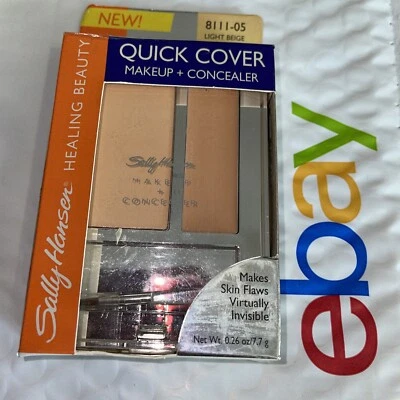 NEW!
8111-05
LIGHT BEIGE
QUICK COVER
MAKEUP + CONCEALER
Sally Hansen® HEALING BEAUTY
Sally Hansen
MAKEUP
+
CONCEALER
Makes
Skin Flaws
Virtually
Invisible
Net Wt. 0.26 oz/7.7 g
ebay